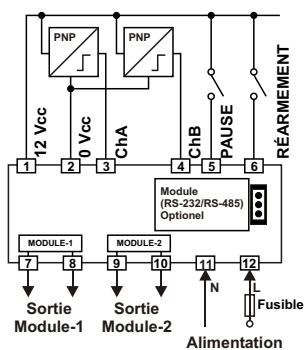 PNP PNP
12 Vcc
0 Vcc
ChA
ChB
PAUSE
RÉARMEMENT
1 2 3 4 5 6
Module
(RS-232/RS-485)
Optionel
MODULE-1 MODULE-2
7 8 9 10 11 12
N L
Fusible
Sortie
Module-1
Sortie
Module-2
Alimentation